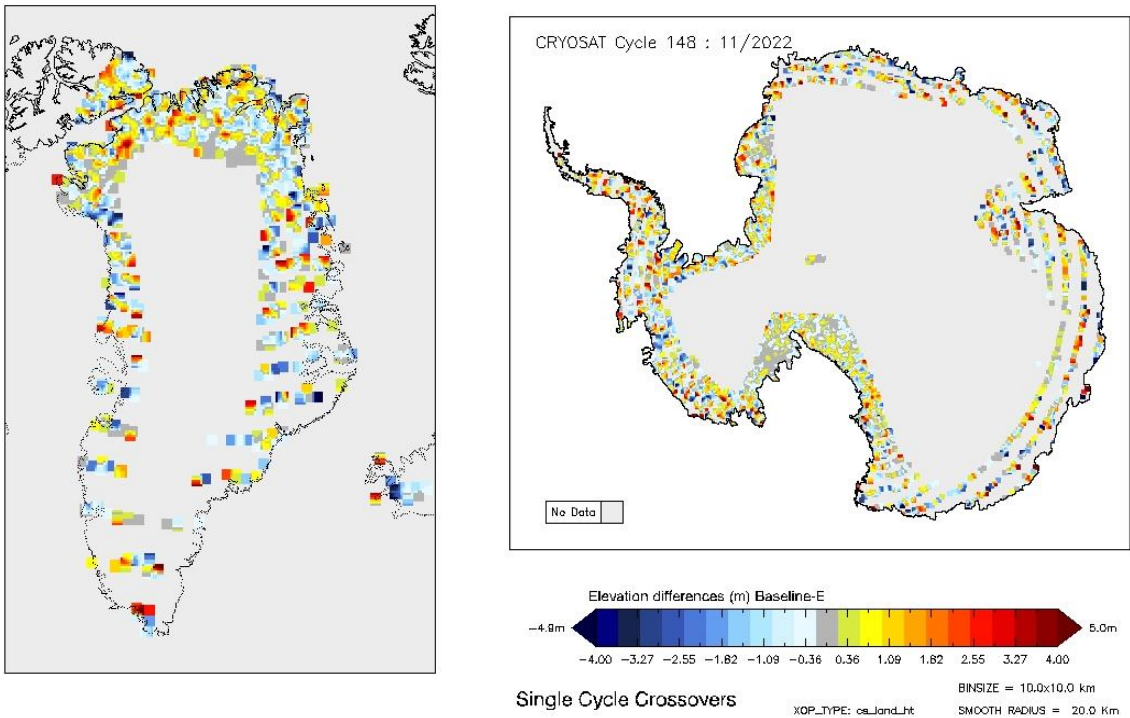 CRYOSAT Cycle 148 : 11/2022
No Data
Elevation differences (m) Baseline-E
-4.9m
5.0m
-4.00 -3.27 -2.55 -1.82 -1.09 -0.36 0.36 1.09 1.82 2.55 3.27 4.00
Single Cycle Crossovers
BINSIZE = 10.0x10.0 km
XOP_TYPE: cs_land_ht
SMOOTH RADIUS = 20.0 Km